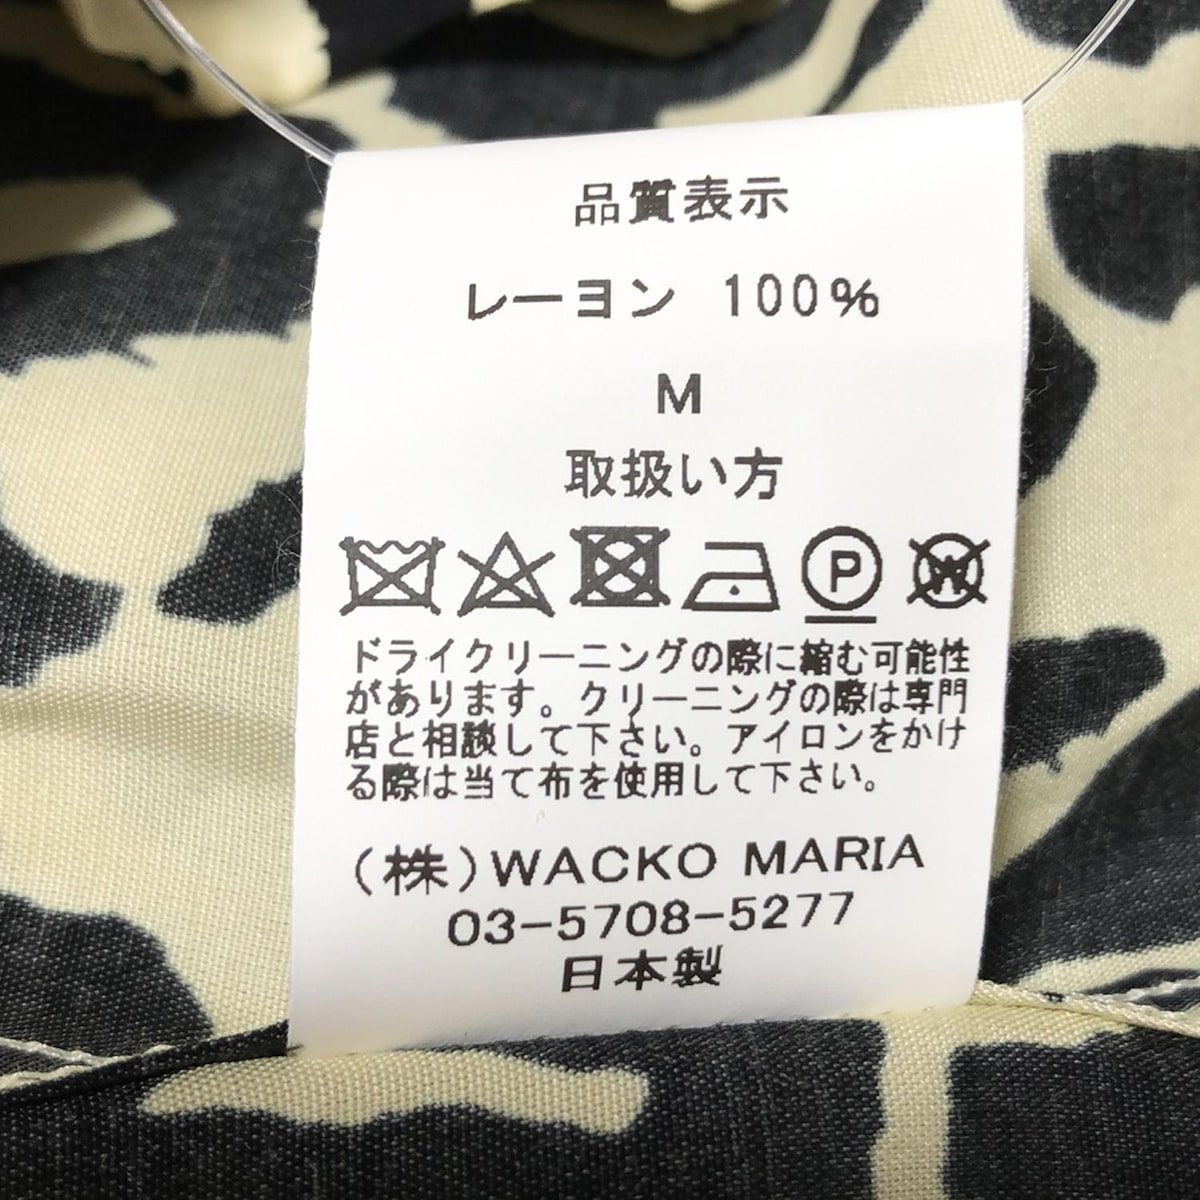 品質表示
レーヨン 100%
M
取扱い方
P W
ドライクリーニングの際に縮む可能性
があります。クリーニングの際は専門
店と相談して下さい。アイロンをかけ
る際は当て布を使用して下さい。
(株)WACKO MARIA
03-5708-5277
日本製